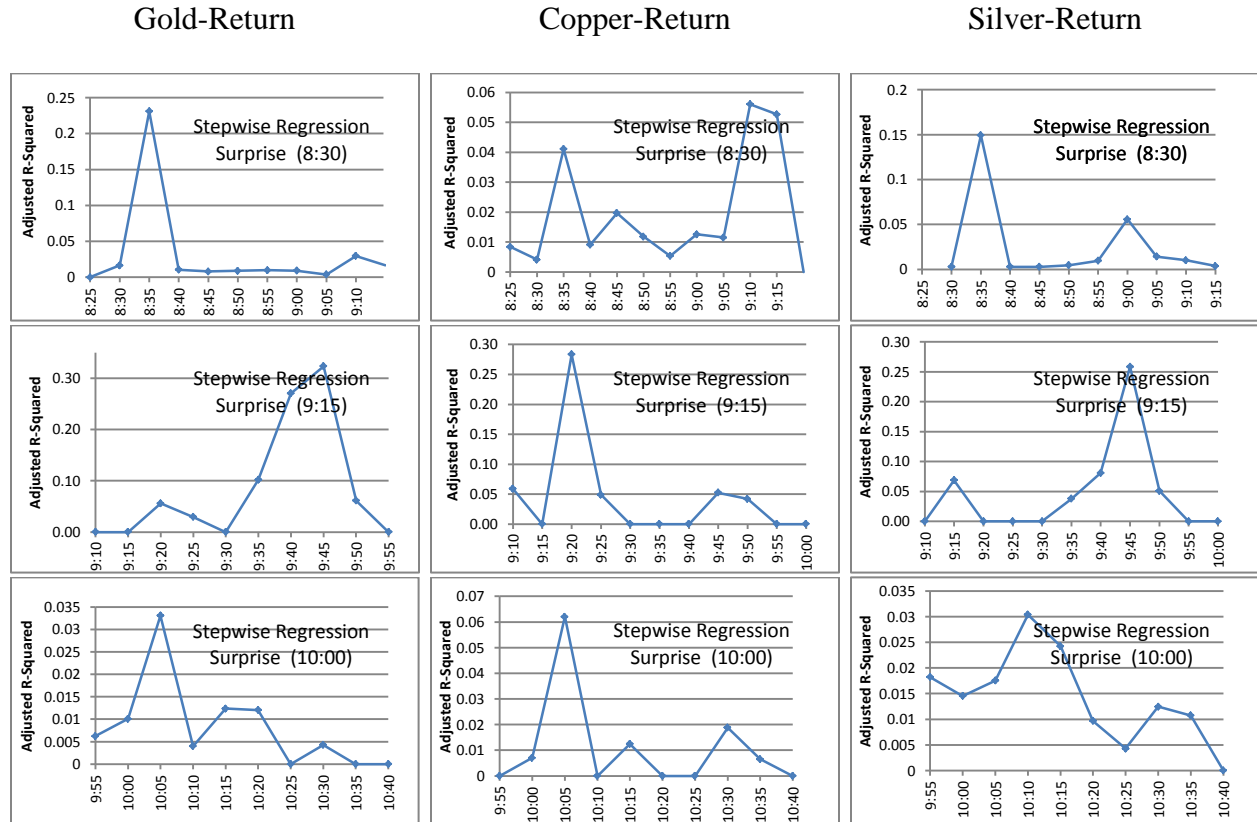 Gold-Return Copper-Return Silver-Return
Adjusted R-Squared
0.25
0.2
0.15
0.1
0.05
0
Stepwise Regression
Surprise (8:30)
8:25 8:30 8:35 8:40 8:45 8:50 8:55 9:00 9:05 9:10
Adjusted R-Squared
0.06
0.05
0.04
0.03
0.02
0.01
0
Stepwise Regression
Surprise (8:30)
8:25 8:30 8:35 8:40 8:45 8:50 8:55 9:00 9:05 9:10 9:15
Adjusted R-Squared
0.2
0.15
0.1
0.05
0
Stepwise Regression
Surprise (8:30)
8:25 8:30 8:35 8:40 8:45 8:50 8:55 9:00 9:05 9:10 9:15
Adjusted R-Squared
0.30
0.20
0.10
0.00
Stepwise Regression
Surprise (9:15)
9:10 9:15 9:20 9:25 9:30 9:35 9:40 9:45 9:50 9:55
Adjusted R-Squared
0.30
0.25
0.20
0.15
0.10
0.05
0.00
Stepwise Regression
Surprise (9:15)
9:10 9:15 9:20 9:25 9:30 9:35 9:40 9:45 9:50 9:55 10:00
Adjusted R-Squared
0.30
0.25
0.20
0.15
0.10
0.05
0.00
Stepwise Regression
Surprise (9:15)
9:10 9:15 9:20 9:25 9:30 9:35 9:40 9:45 9:50 9:55 10:00
Adjusted R-Squared
0.035
0.03
0.025
0.02
0.015
0.01
0.005
0
Stepwise Regression
Surprise (10:00)
9:55 10:00 10:05 10:10 10:15 10:20 10:25 10:30 10:35 10:40
Adjusted R-Squared
0.07
0.06
0.05
0.04
0.03
0.02
0.01
0
Stepwise Regression
Surprise (10:00)
9:55 10:00 10:05 10:10 10:15 10:20 10:25 10:30 10:35 10:40
Adjusted R-Squared
0.035
0.03
0.025
0.02
0.015
0.01
0.005
0
Stepwise Regression
Surprise (10:00)
9:55 10:00 10:05 10:10 10:15 10:20 10:25 10:30 10:35 10:40